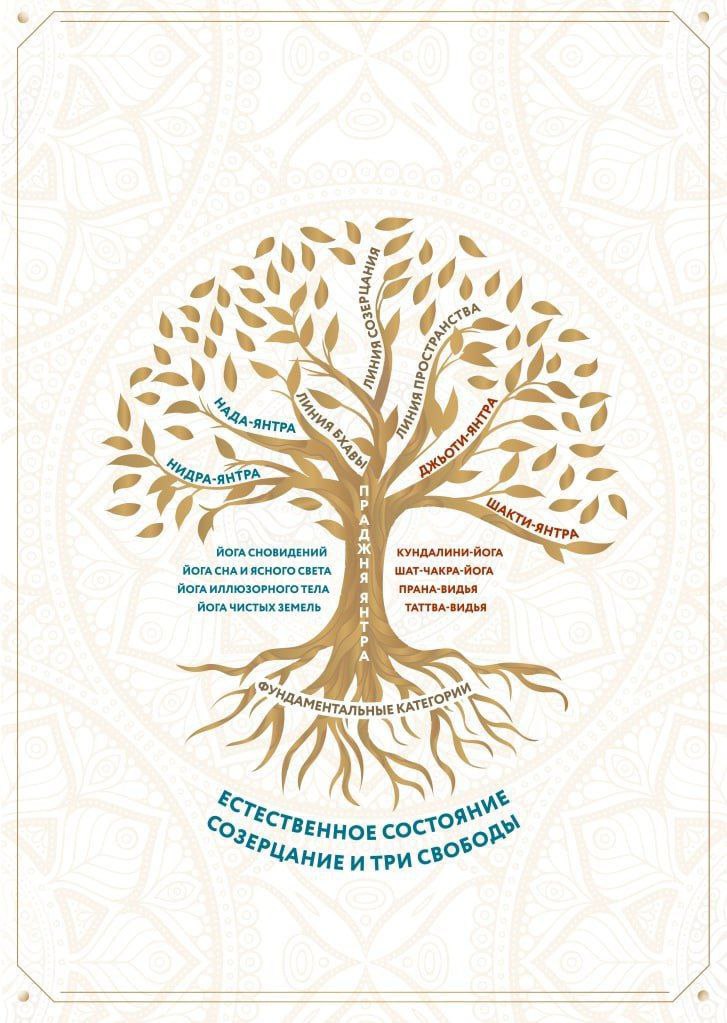 ЛИНИЯ СОЗЕРЦАНИЯ
ЛИНИЯ ПРОСТРАНСТВА
ЛИНИЯ БХАВЫ
НАДА-ЯНТРА
ДЖЬОТИ-ЯНТРА
НИДРА-ЯНТРА
ШАКТИ-ЯНТРА
ПРАДЖНЯ ЯНТРА
ЙОГА СНОВИДЕНИЙ
ЙОГА СНА И ЯСНОГО СВЕТА
ЙОГА ИЛЛЮЗОРНОГО ТЕЛА
ЙОГА ЧИСТЫХ ЗЕМЕЛЬ
КУНДАЛИНИ-ЙОГА
ШАТ-ЧАКРА-ЙОГА
ПРАНА-ВИДЬЯ
ТАТТВА-ВИДЬЯ
ФУНДАМЕНТАЛЬНЫЕ КАТЕГОРИИ
ЕСТЕСТВЕННОЕ СОСТОЯНИЕ
СОЗЕРЦАНИЕ И ТРИ СВОБОДЫ